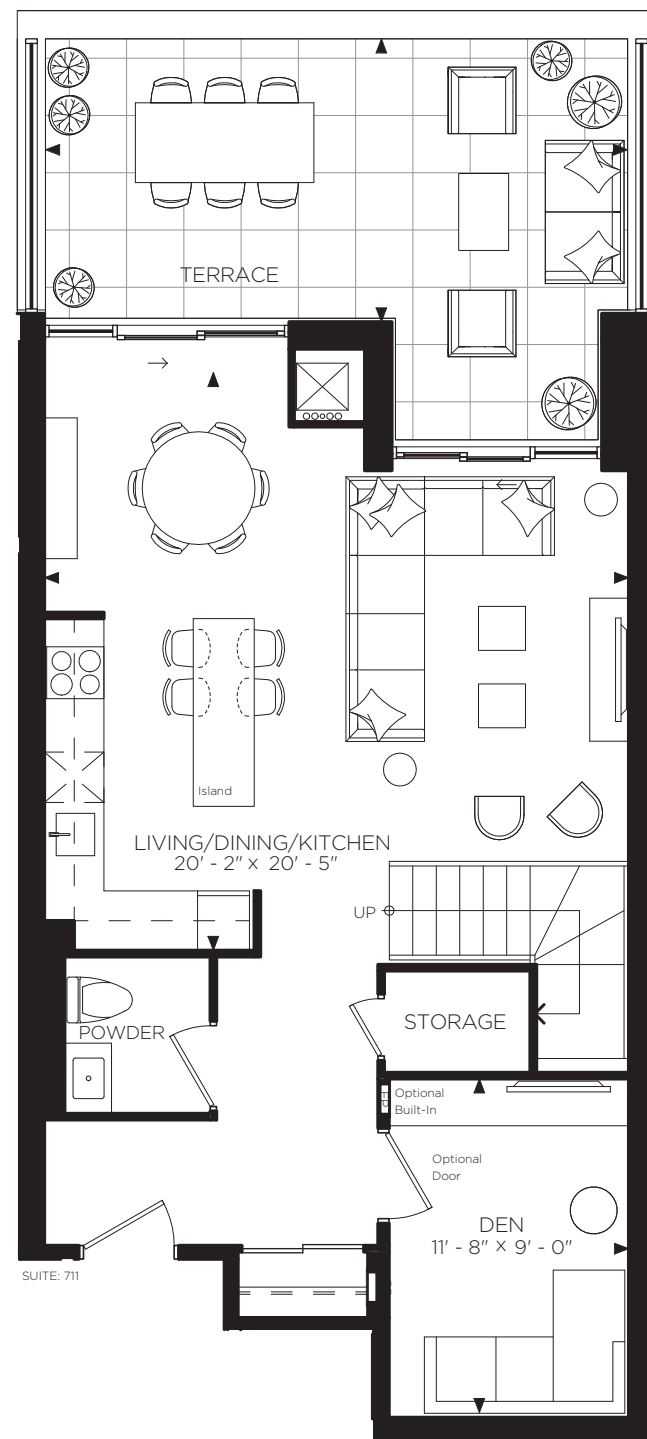 TERRACE
Island
LIVING/DINING/KITCHEN
20' - 2" x 20' - 5"
UP
STORAGE
POWDER
Optional
Built-In
EP
Optional
Door
DEN
11' - 8" x 9' - 0"
SUITE: 711